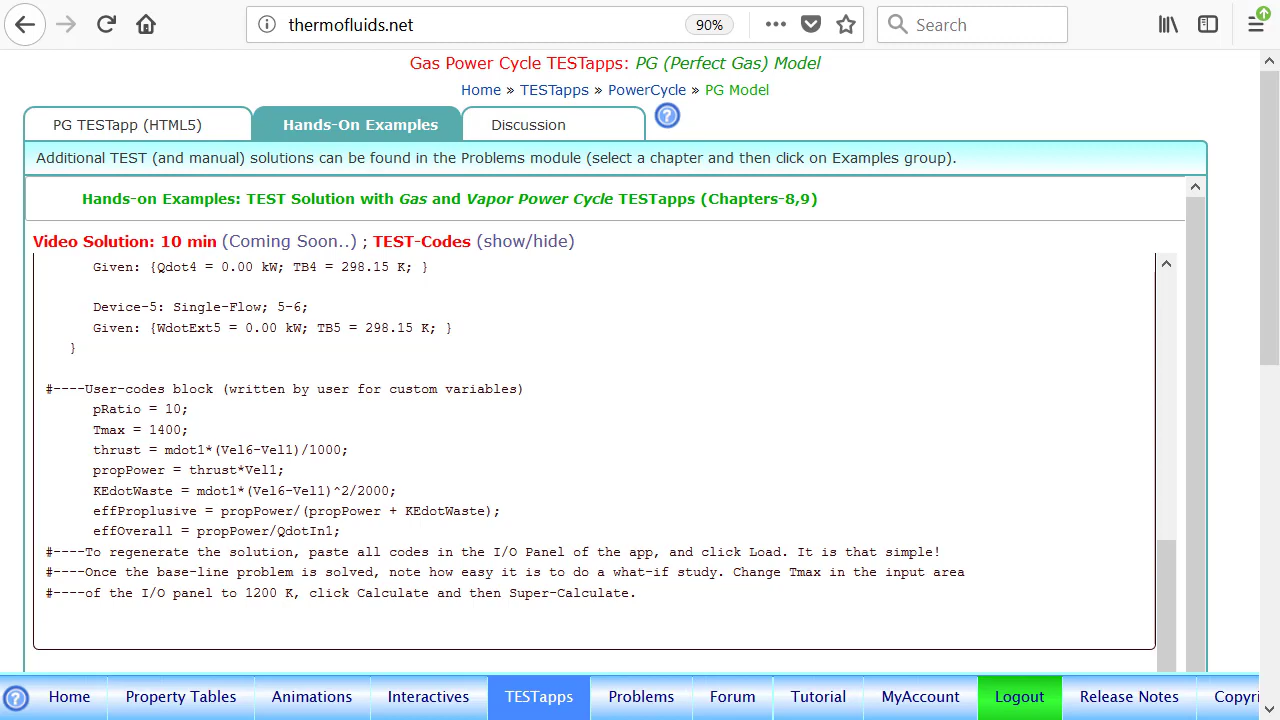 thermofluids.net
90%
Search
Gas Power Cycle TESTapps: PG (Perfect Gas) Model
Home » TESTapps » PowerCycle » PG Model
PG TESTapp (HTML5)
Hands-On Examples
Discussion
?
Additional TEST (and manual) solutions can be found in the Problems module (select a chapter and then click on Examples group).
Hands-on Examples: TEST Solution with Gas and Vapor Power Cycle TESTapps (Chapters-8,9)
Video Solution: 10 min (Coming Soon..) ; TEST-Codes (show/hide)
Given: {Qdot4 = 0.00 kW; TB4 = 298.15 K; }
Device-5: Single-Flow; 5-6;
Given: {WdotExt5 = 0.00 kW; TB5 = 298.15 K; }
}
#----User-codes block (written by user for custom variables)
pRatio = 10;
Tmax = 1400;
thrust = mdot1*(Vel6-Vel1)/1000;
propPower = thrust*Vel1;
KEdotWaste = mdot1*(Vel6-Vel1)^2/2000;
effProplusive = propPower/(propPower + KEdotWaste);
effOverall = propPower/QdotIn1;
#----To regenerate the solution, paste all codes in the I/O Panel of the app, and click Load. It is that simple!
#----Once the base-line problem is solved, note how easy it is to do a what-if study. Change Tmax in the input area
#----of the I/O panel to 1200 K, click Calculate and then Super-Calculate.
?
Home
Property Tables
Animations
Interactives
TESTapps
Problems
Forum
Tutorial
MyAccount
Logout
Release Notes
Copyri